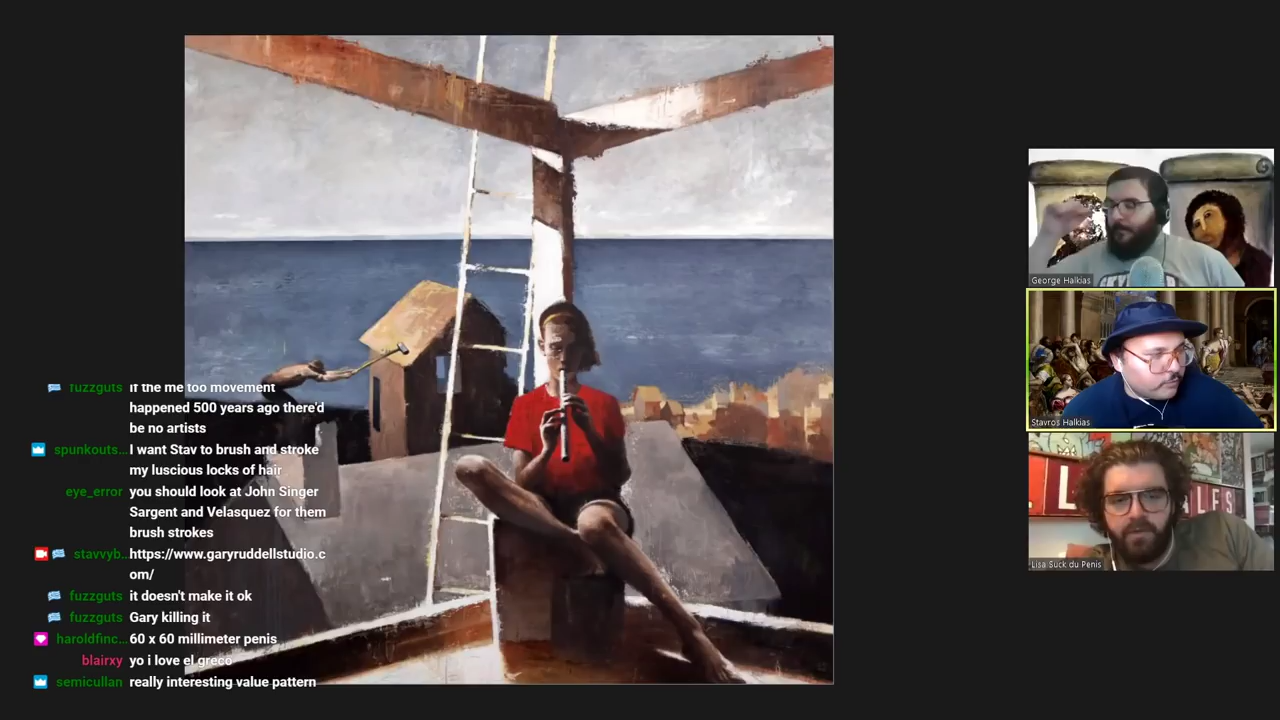 fuzzguts if the me too movement
happened 500 years ago there'd
be no artists
spunkouts... I want Stav to brush and stroke
my luscious locks of hair
eye_error you should look at John Singer
Sargent and Velasquez for them
brush strokes
stavvyb... https://www.garyruddellstudio.c
om/
fuzzguts it doesn't make it ok
fuzzguts Gary killing it
haroldfinc... 60 x 60 millimeter penis
blairxy yo i love el greco
semicullan really interesting value pattern
George Halkias
Stavros Halkias
L LES
Lisa Suck du Penis